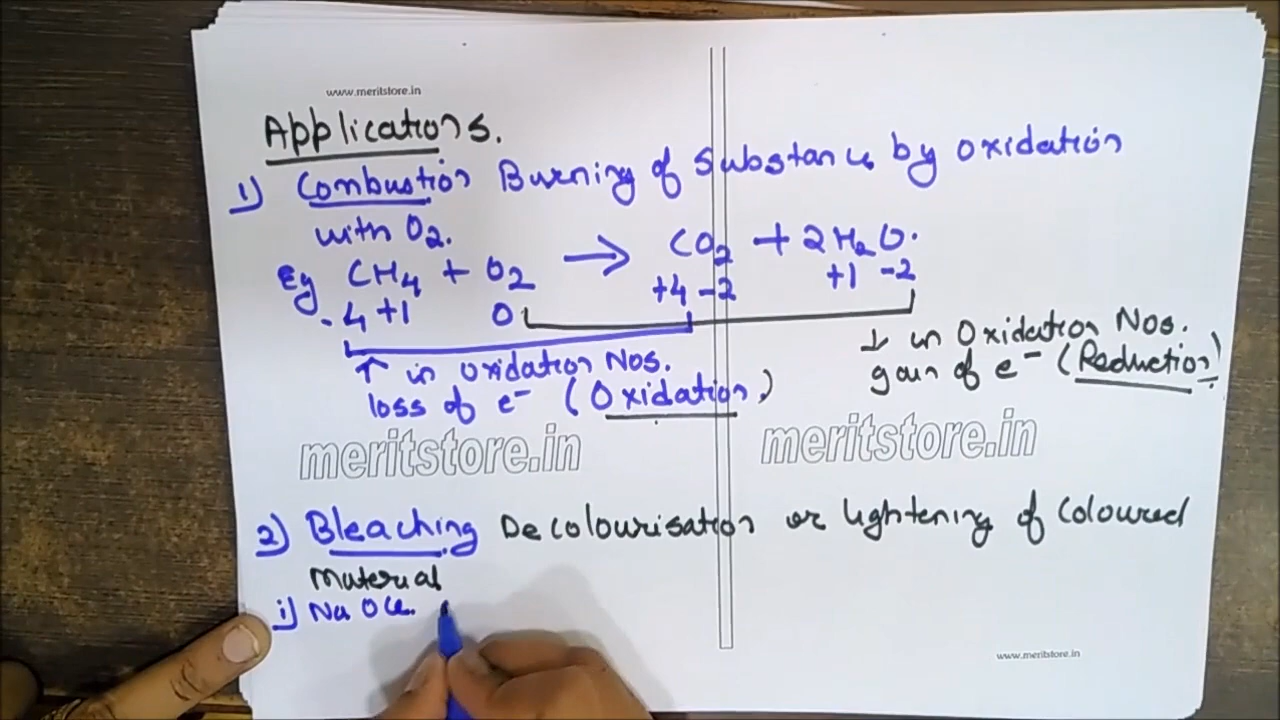 www.meritstore.in
Applications.
1) Combustion Burning of Substance by oxidation
with O₂.
Eg CH₄ + O₂ → CO₂ + 2H₂O.
-4 +1 0 +4 -2 +1 -2
↑ in oxidation Nos.
loss of e⁻ (Oxidation)
↓ in Oxidation Nos.
gain of e⁻ (Reduction)
meritstore.in meritstore.in
2) Bleaching Decolourisation or lightening of Coloured
Material
i) NaOCl.
www.meritstore.in